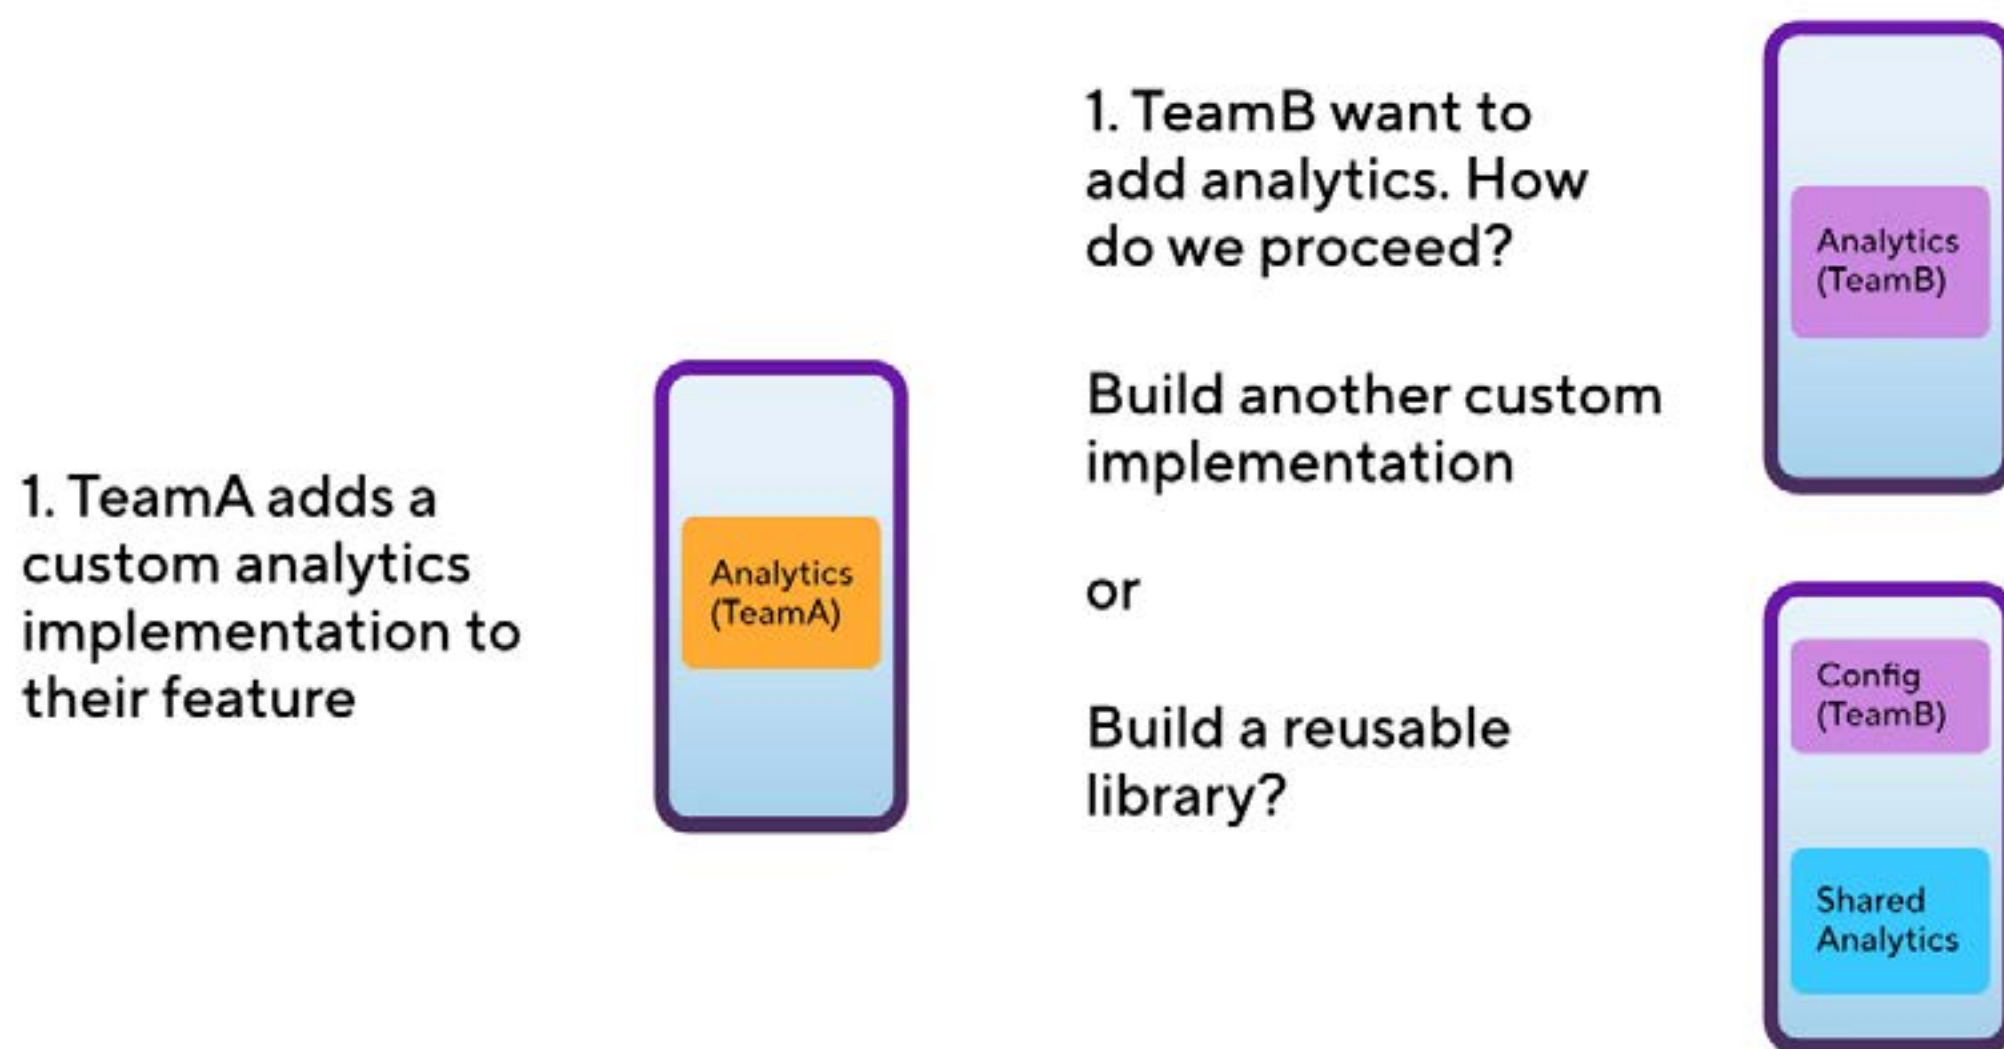 1. TeamA adds a
custom analytics
implementation to
their feature
Analytics
(TeamA)
1. TeamB want to
add analytics. How
do we proceed?
Build another custom
implementation
or
Build a reusable
library?
Analytics
(TeamB)
Config
(TeamB)
Shared
Analytics